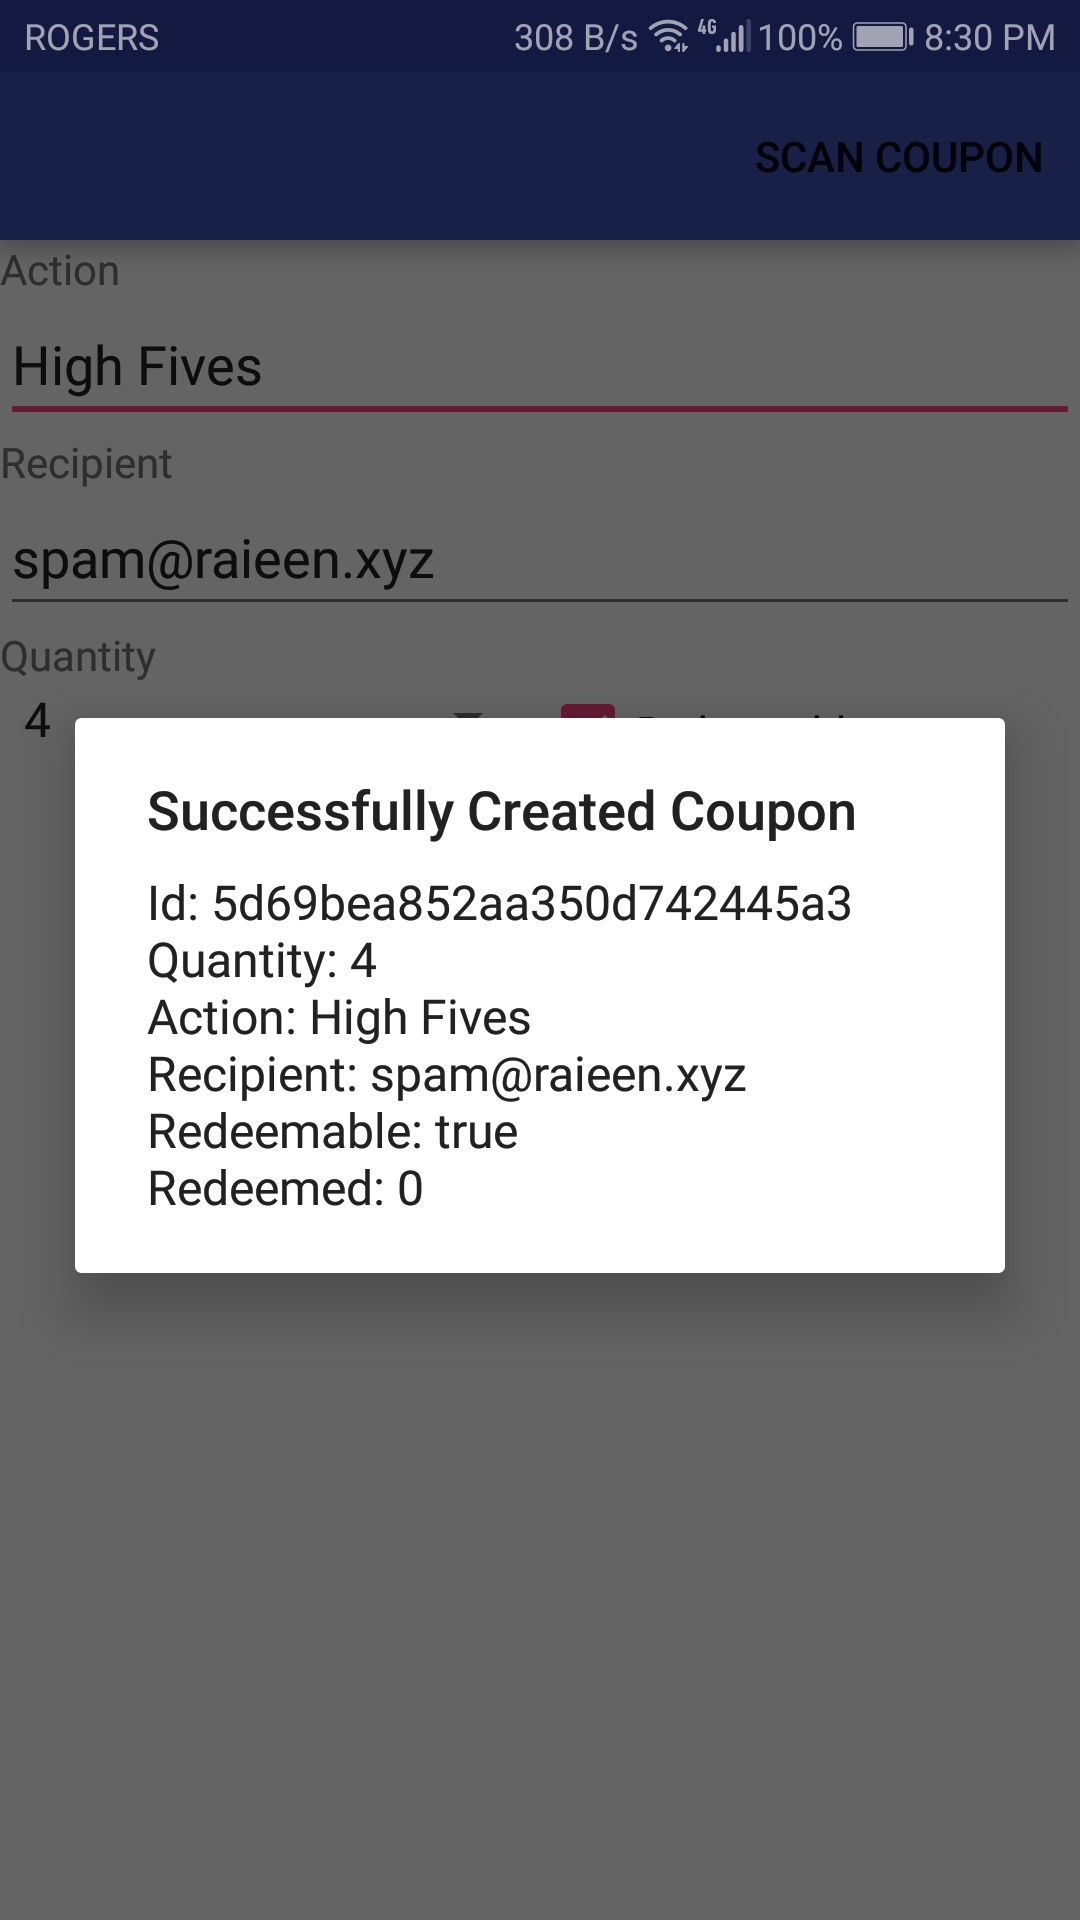 ROGERS 308 B/s 4G 100% 8:30 PM
SCAN COUPON
Action
High Fives
Recipient
spam@raieen.xyz
Quantity
4
Successfully Created Coupon
Id: 5d69bea852aa350d742445a3
Quantity: 4
Action: High Fives
Recipient: spam@raieen.xyz
Redeemable: true
Redeemed: 0